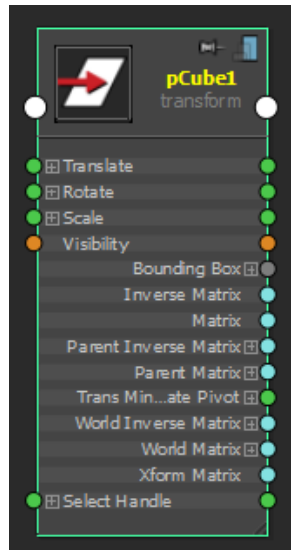 pCube1
transform
Translate
Rotate
Scale
Visibility
Bounding Box
Inverse Matrix
Matrix
Parent Inverse Matrix
Parent Matrix
Trans Min...ate Pivot
World Inverse Matrix
World Matrix
Xform Matrix
Select Handle